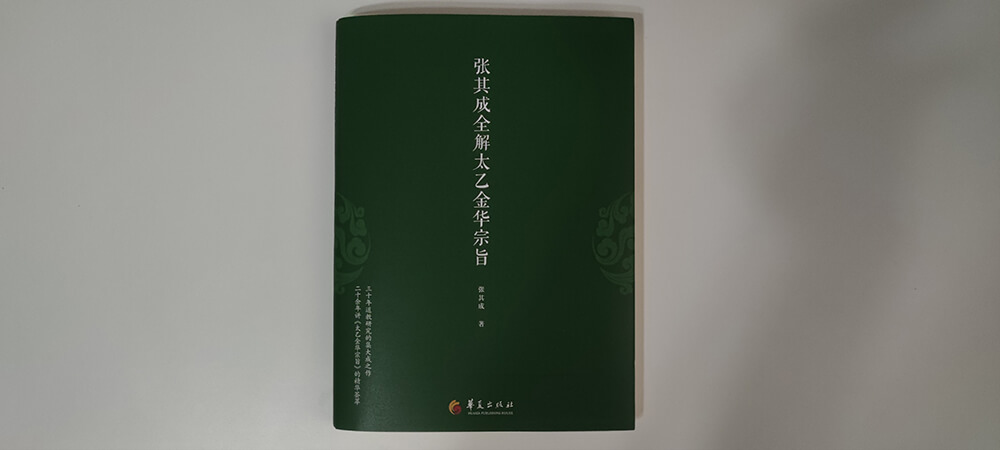 张其成全解太乙金华宗旨
张其成 著
三十年道教研究的集大成之作
二十余年讲《太乙金华宗旨》的精华荟萃
华夏出版社
HUAXIA PUBLISHING HOUSE